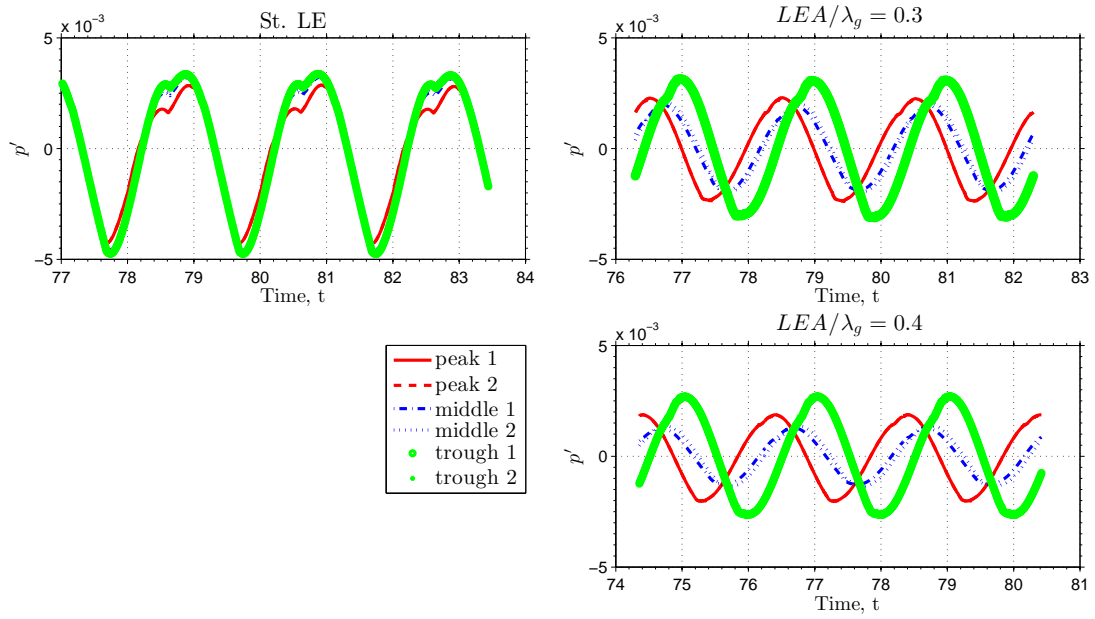 St. LE
x 10⁻³
5
0
−5
p′
77 78 79 80 81 82 83 84
Time, t
LEA/λg = 0.3
x 10⁻³
5
0
−5
p′
76 77 78 79 80 81 82 83
Time, t
peak 1
peak 2
middle 1
middle 2
trough 1
trough 2
LEA/λg = 0.4
x 10⁻³
5
0
−5
p′
74 75 76 77 78 79 80 81
Time, t